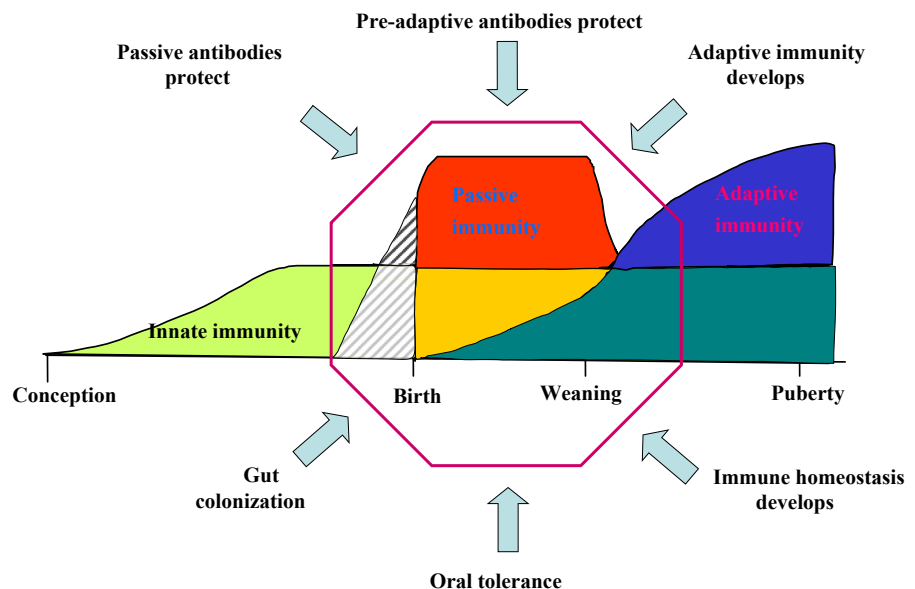 Pre-adaptive antibodies protect
Passive antibodies
protect
Adaptive immunity
develops
Passive
immunity
Adaptive
immunity
Innate immunity
Conception
Birth
Weaning
Puberty
Gut
colonization
Immune homeostasis
develops
Oral tolerance